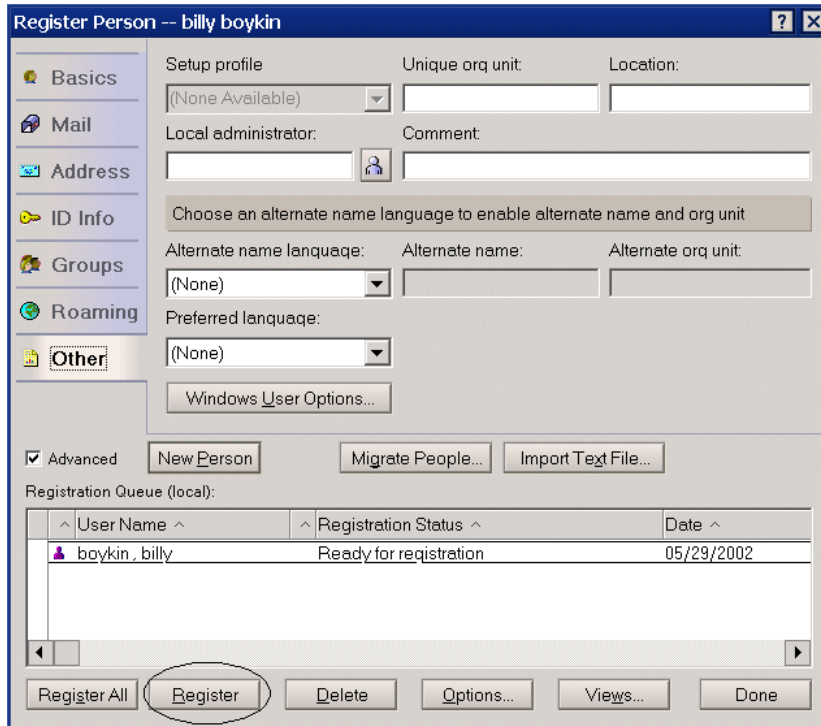 Register Person -- billy boykin
? X
Basics
Mail
Address
ID Info
Groups
Roaming
Other
Setup profile Unique org unit: Location:
(None Available)
Local administrator: Comment:
Choose an alternate name language to enable alternate name and org unit
Alternate name language: Alternate name: Alternate org unit:
(None)
Preferred language:
(None)
Windows User Options...
Advanced New Person Migrate People... Import Text File...
Registration Queue (local):
User Name Registration Status Date
boykin , billy Ready for registration 05/29/2002
Register All Register Delete Options... Views... Done